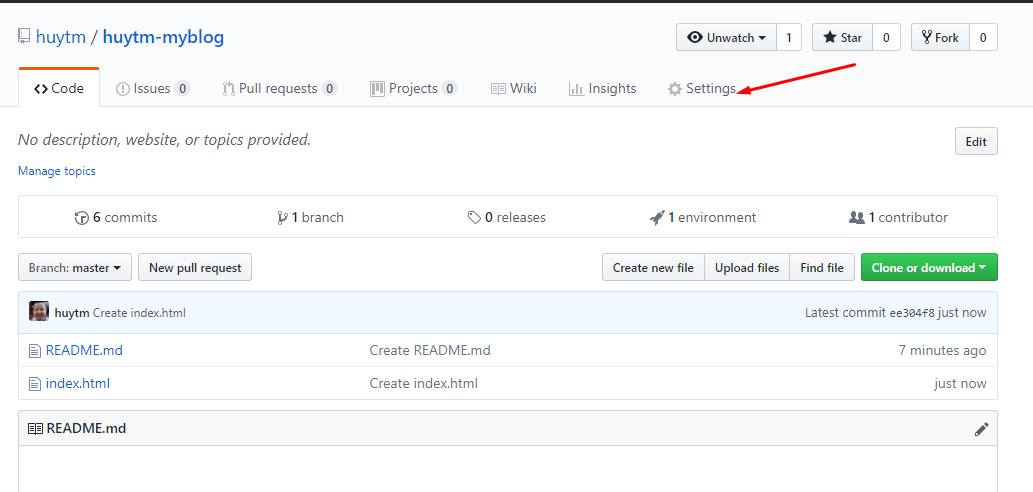 huytm / huytm-myblog
Unwatch 1 Star 0 Fork 0
Code Issues 0 Pull requests 0 Projects 0 Wiki Insights Settings
No description, website, or topics provided.
Edit
Manage topics
6 commits 1 branch 0 releases 1 environment 1 contributor
Branch: master New pull request Create new file Upload files Find file Clone or download
huytm Create index.html Latest commit ee304f8 just now
README.md Create README.md 7 minutes ago
index.html Create index.html just now
README.md